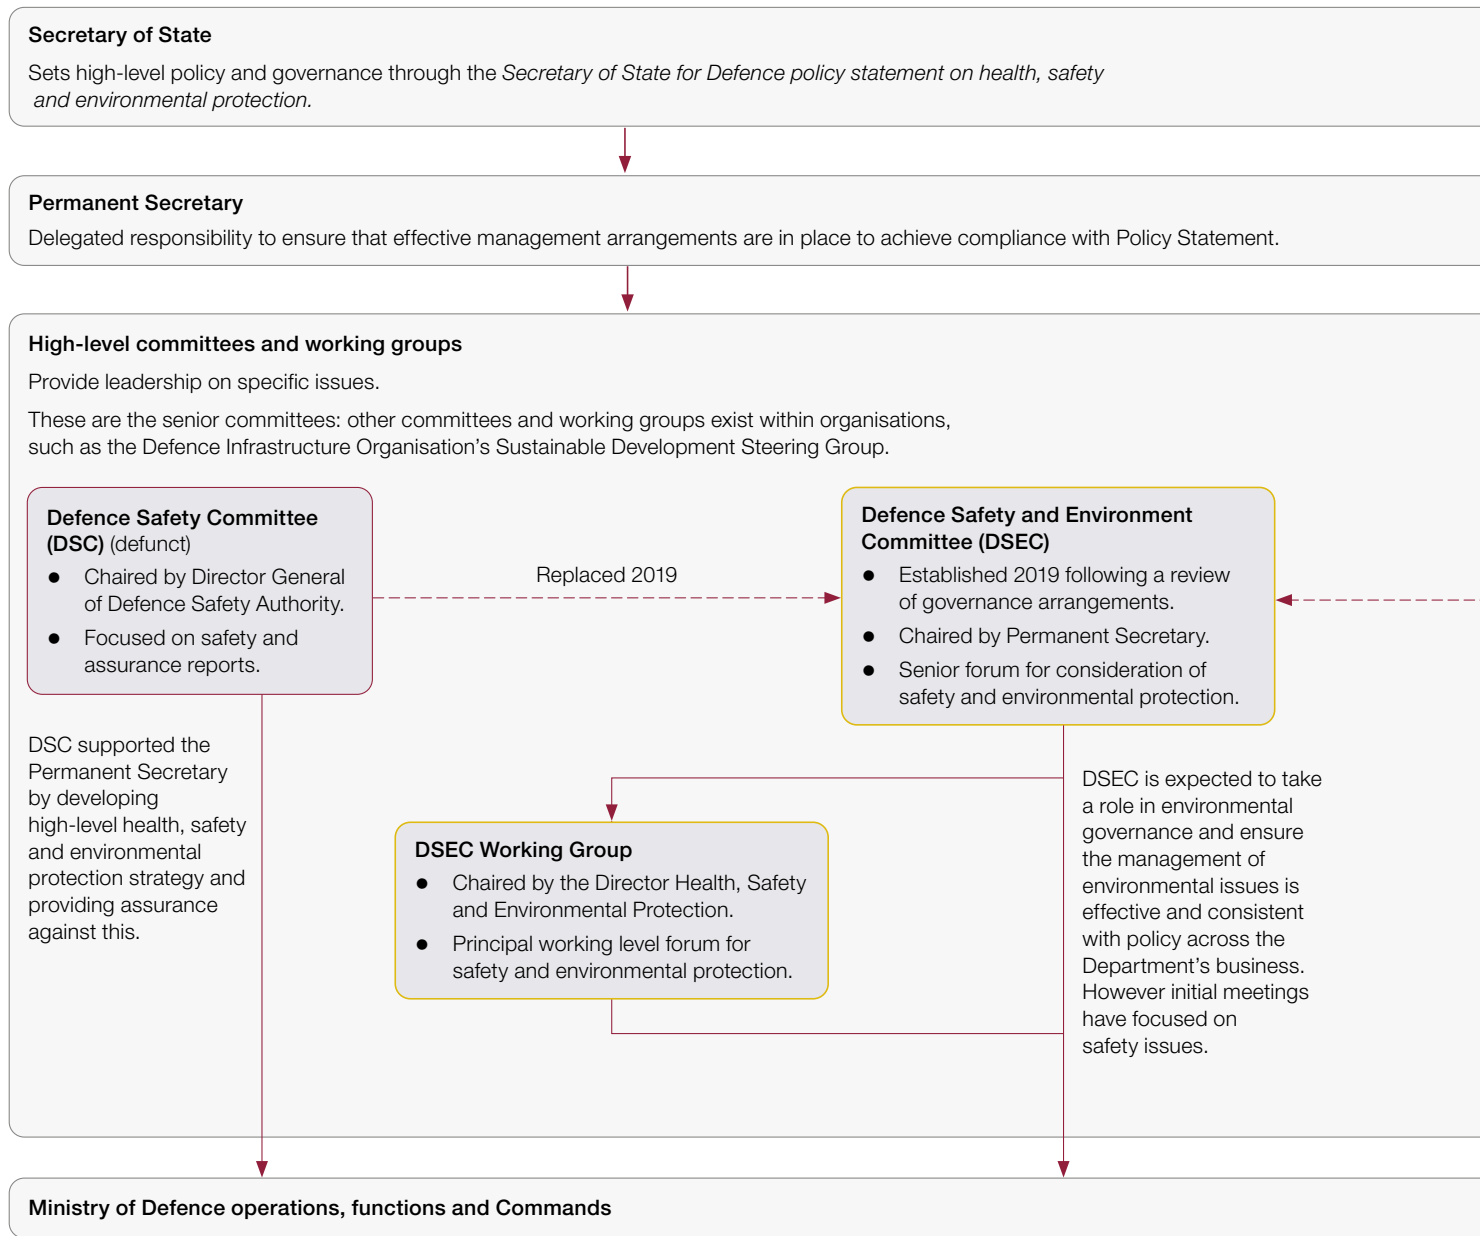 Secretary of State
Sets high-level policy and governance through the Secretary of State for Defence policy statement on health, safety
and environmental protection.
Permanent Secretary
Delegated responsibility to ensure that effective management arrangements are in place to achieve compliance with Policy Statement.
High-level committees and working groups
Provide leadership on specific issues.
These are the senior committees: other committees and working groups exist within organisations,
such as the Defence Infrastructure Organisation’s Sustainable Development Steering Group.
Defence Safety Committee
(DSC) (defunct)
● Chaired by Director General
of Defence Safety Authority.
● Focused on safety and
assurance reports.
Replaced 2019
Defence Safety and Environment
Committee (DSEC)
● Established 2019 following a review
of governance arrangements.
● Chaired by Permanent Secretary.
● Senior forum for consideration of
safety and environmental protection.
DSC supported the
Permanent Secretary
by developing
high-level health, safety
and environmental
protection strategy and
providing assurance
against this.
DSEC Working Group
● Chaired by the Director Health, Safety
and Environmental Protection.
● Principal working level forum for
safety and environmental protection.
DSEC is expected to take
a role in environmental
governance and ensure
the management of
environmental issues is
effective and consistent
with policy across the
Department’s business.
However initial meetings
have focused on
safety issues.
Ministry of Defence operations, functions and Commands